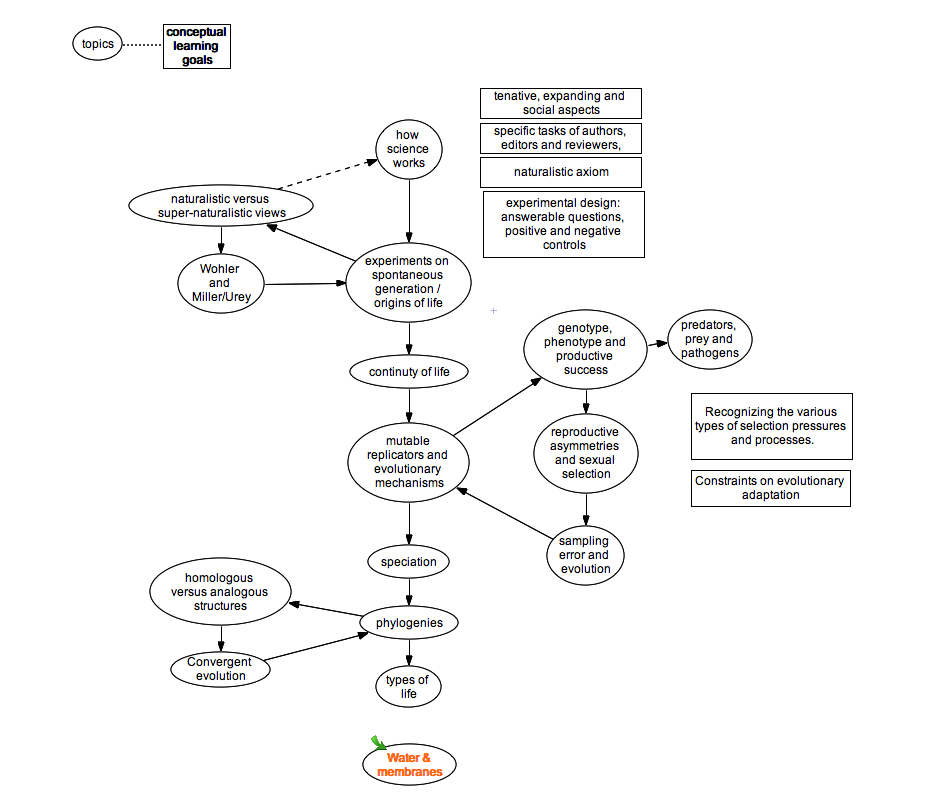 topics
conceptual
learning
goals
tenative, expanding and
social aspects
how
science
works
specific tasks of authors,
editors and reviewers,
naturalistic axiom
naturalistic versus
super-naturalistic views
experimental design:
answerable questions,
positive and negative
controls
Wohler
and
Miller/Urey
experiments on
spontaneous
generation /
origins of life
genotype,
phenotype and
productive
success
predators,
prey and
pathogens
continuty of life
Recognizing the various
types of selection pressures
and processes.
mutable
replicators and
evolutionary
mechanisms
reproductive
asymmetries
and sexual
selection
Constraints on evolutionary
adaptation
sampling
error and
evolution
speciation
homologous
versus analogous
structures
phylogenies
Convergent
evolution
types of
life
Water &
membranes